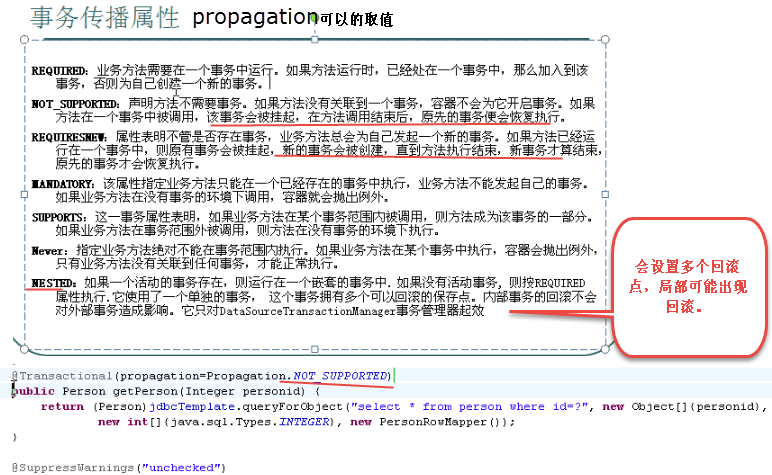 事务传播属性 propagation可以的取值
REQUIRED：业务方法需要在一个事务中运行。如果方法运行时，已经处在一个事务中，那么加入到该
事务，否则为自己创建一个新的事务。
NOT_SUPPORTED：声明方法不需要事务。如果方法没有关联到一个事务，容器不会为它开启事务。如果
方法在一个事务中被调用，该事务会被挂起，在方法调用结束后，原先的事务便会恢复执行。
REQUIRESNEW：属性表明不管是否存在事务，业务方法总会为自己发起一个新的事务。如果方法已经运
行在一个事务中，则原有事务会被挂起，新的事务会被创建，直到方法执行结束，新事务才算结束，
原先的事务才会恢复执行。
MANDATORY：该属性指定业务方法只能在一个已经存在的事务中执行，业务方法不能发起自己的事务。
如果业务方法在没有事务的环境下调用，容器就会抛出例外。
SUPPORTS：这一事务属性表明，如果业务方法在某个事务范围内被调用，则方法成为该事务的一部分。
如果业务方法在事务范围外被调用，则方法在没有事务的环境下执行。
Never：指定业务方法绝对不能在事务范围内执行。如果业务方法在某个事务中执行，容器会抛出例外，
只有业务方法没有关联到任何事务，才能正常执行。
NESTED：如果一个活动的事务存在，则运行在一个嵌套的事务中.如果没有活动事务，则按REQUIRED
属性执行.它使用了一个单独的事务， 这个事务拥有多个可以回滚的保存点。内部事务的回滚不会
对外部事务造成影响。它只对DataSourceTransactionManager事务管理器起效
会设置多个回滚
点，局部可能出现
回滚。
@Transactional(propagation=Propagation.NOT_SUPPORTED)
public Person getPerson(Integer personid) {
return (Person)jdbcTemplate.queryForObject("select * from person where id=?", new Object[]{personid},
new int[]{java.sql.Types.INTEGER}, new PersonRowMapper());
}
@SuppressWarnings("unchecked")